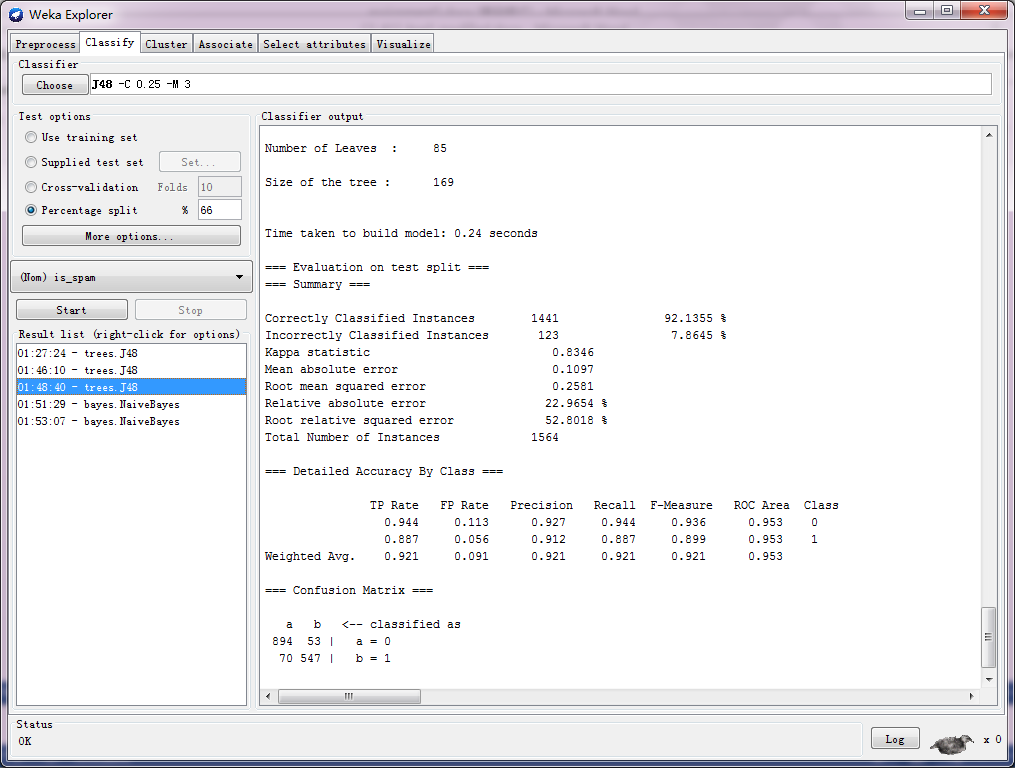 Weka Explorer
Preprocess Classify Cluster Associate Select attributes Visualize
Classifier
Choose J48 -C 0.25 -M 3
Test options
Use training set
Supplied test set Set...
Cross-validation Folds 10
Percentage split % 66
More options...
(Nom) is_spam
Start Stop
Result list (right-click for options)
01:27:24 - trees.J48
01:46:10 - trees.J48
01:48:40 - trees.J48
01:51:29 - bayes.NaiveBayes
01:53:07 - bayes.NaiveBayes
Classifier output
Number of Leaves : 85
Size of the tree : 169
Time taken to build model: 0.24 seconds
=== Evaluation on test split ===
=== Summary ===
Correctly Classified Instances 1441 92.1355 %
Incorrectly Classified Instances 123 7.8645 %
Kappa statistic 0.8346
Mean absolute error 0.1097
Root mean squared error 0.2581
Relative absolute error 22.9654 %
Root relative squared error 52.8018 %
Total Number of Instances 1564
=== Detailed Accuracy By Class ===
TP Rate FP Rate Precision Recall F-Measure ROC Area Class
0.944 0.113 0.927 0.944 0.936 0.953 0
0.887 0.056 0.912 0.887 0.899 0.953 1
Weighted Avg. 0.921 0.091 0.921 0.921 0.921 0.953
=== Confusion Matrix ===
a b <-- classified as
894 53 | a = 0
70 547 | b = 1
Status
OK
Log x 0